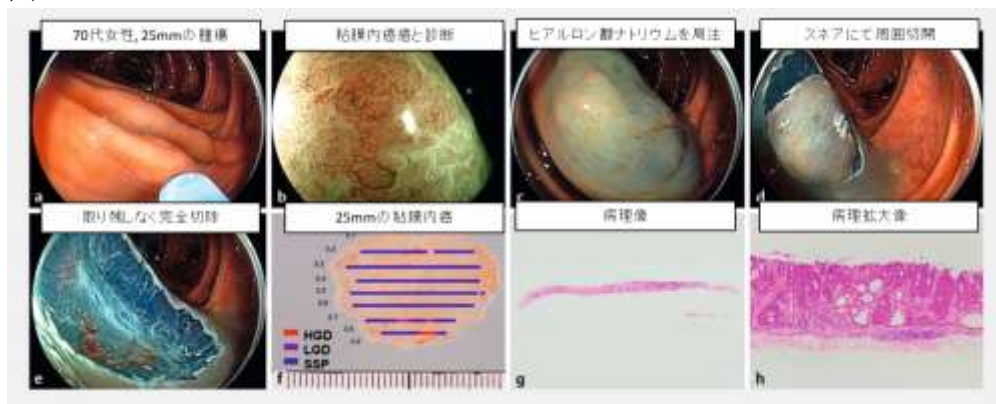 70代女性,25mmの腫瘍
粘膜内癌癌と診断
ヒアルロン酸ナトリウムを局注
スネアにて周囲切開
a
b
c
d
取り残しなく完全切除
25mmの粘膜内癌
病理像
病理拡大像
HGD
LGD
SSP
e
f
g
h